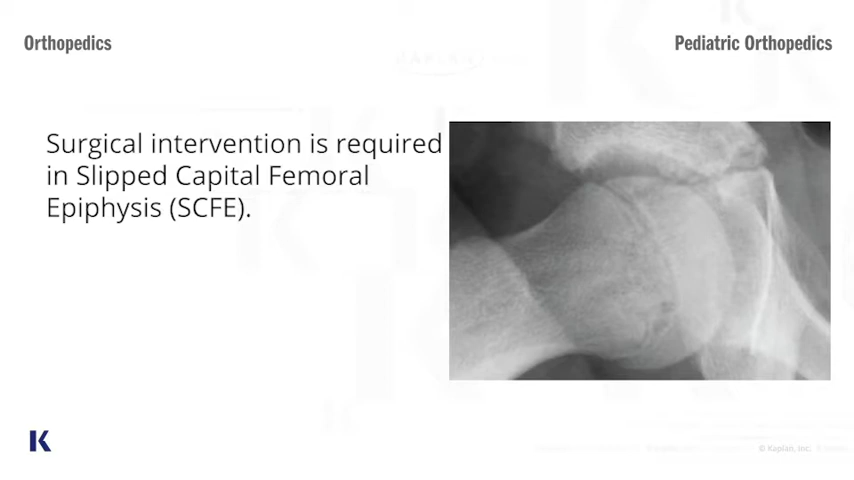 Orthopedics
Pediatric Orthopedics
Surgical intervention is required
in Slipped Capital Femoral
Epiphysis (SCFE).
K
© Kaplan, Inc.